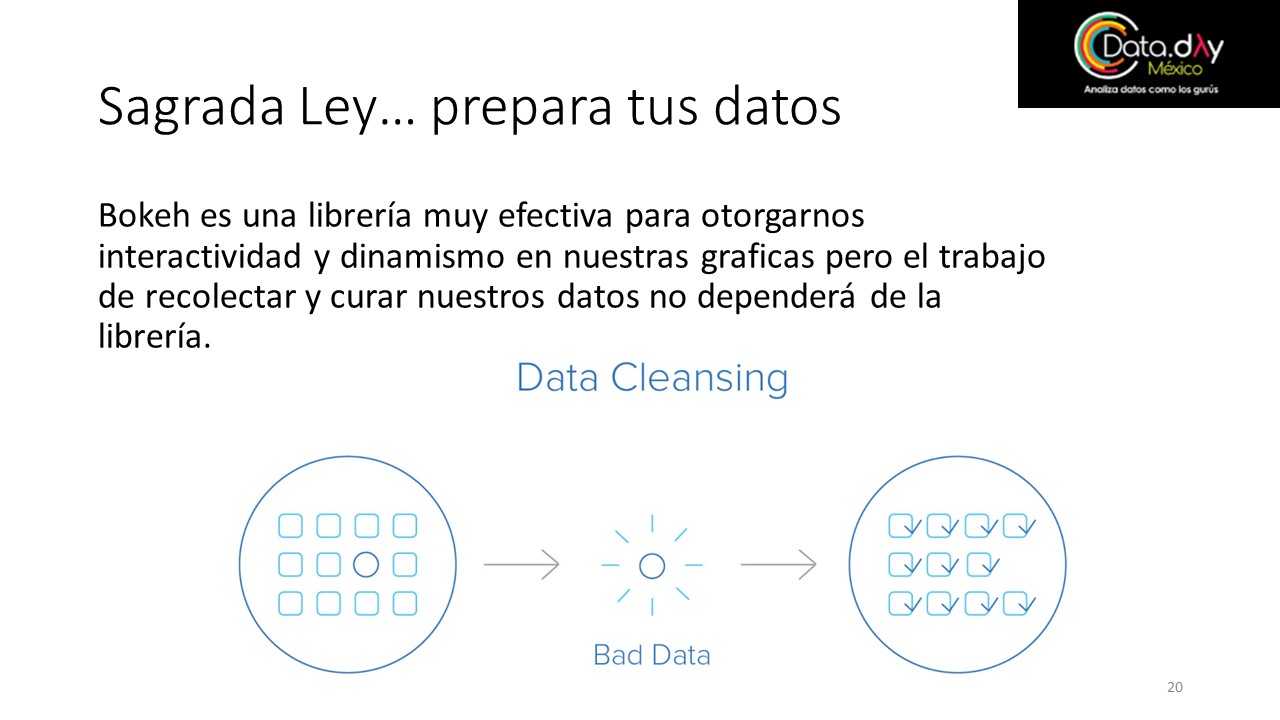 Data.dλy
México
Analiza datos como los gurús
Sagrada Ley... prepara tus datos
Bokeh es una librería muy efectiva para otorgarnos
interactividad y dinamismo en nuestras graficas pero el trabajo
de recolectar y curar nuestros datos no dependerá de la
librería.
Data Cleansing
Bad Data
20